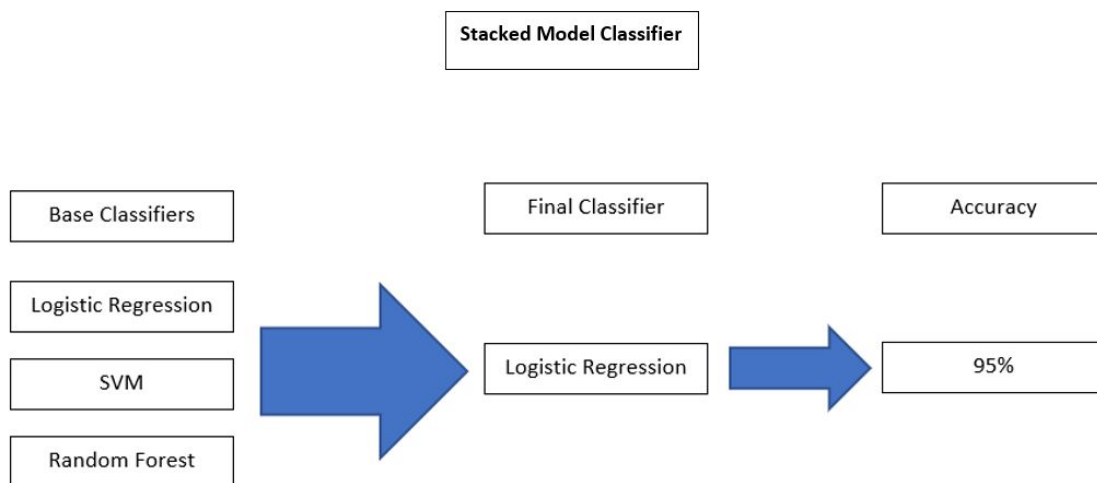 Stacked Model Classifier
Base Classifiers
Final Classifier
Accuracy
Logistic Regression
SVM
Random Forest
Logistic Regression
95%